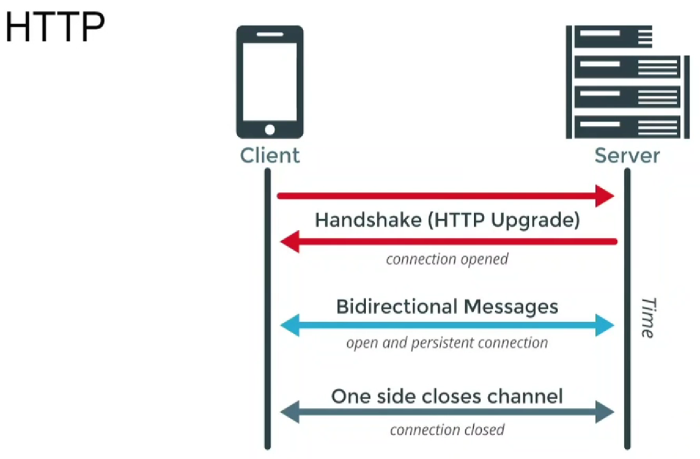 HTTP
Client
Server
Handshake (HTTP Upgrade)
connection opened
Bidirectional Messages
open and persistent connection
Time
One side closes channel
connection closed